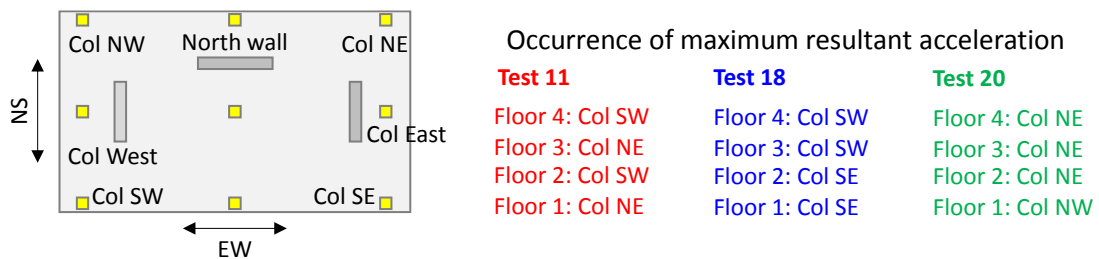 Col NW
North wall
Col NE
NS
Col West
Col East
Col SW
Col SE
EW
Occurrence of maximum resultant acceleration
Test 11
Floor 4: Col SW
Floor 3: Col NE
Floor 2: Col SW
Floor 1: Col NE
Test 18
Floor 4: Col SW
Floor 3: Col SW
Floor 2: Col SE
Floor 1: Col SE
Test 20
Floor 4: Col NE
Floor 3: Col NE
Floor 2: Col NE
Floor 1: Col NW